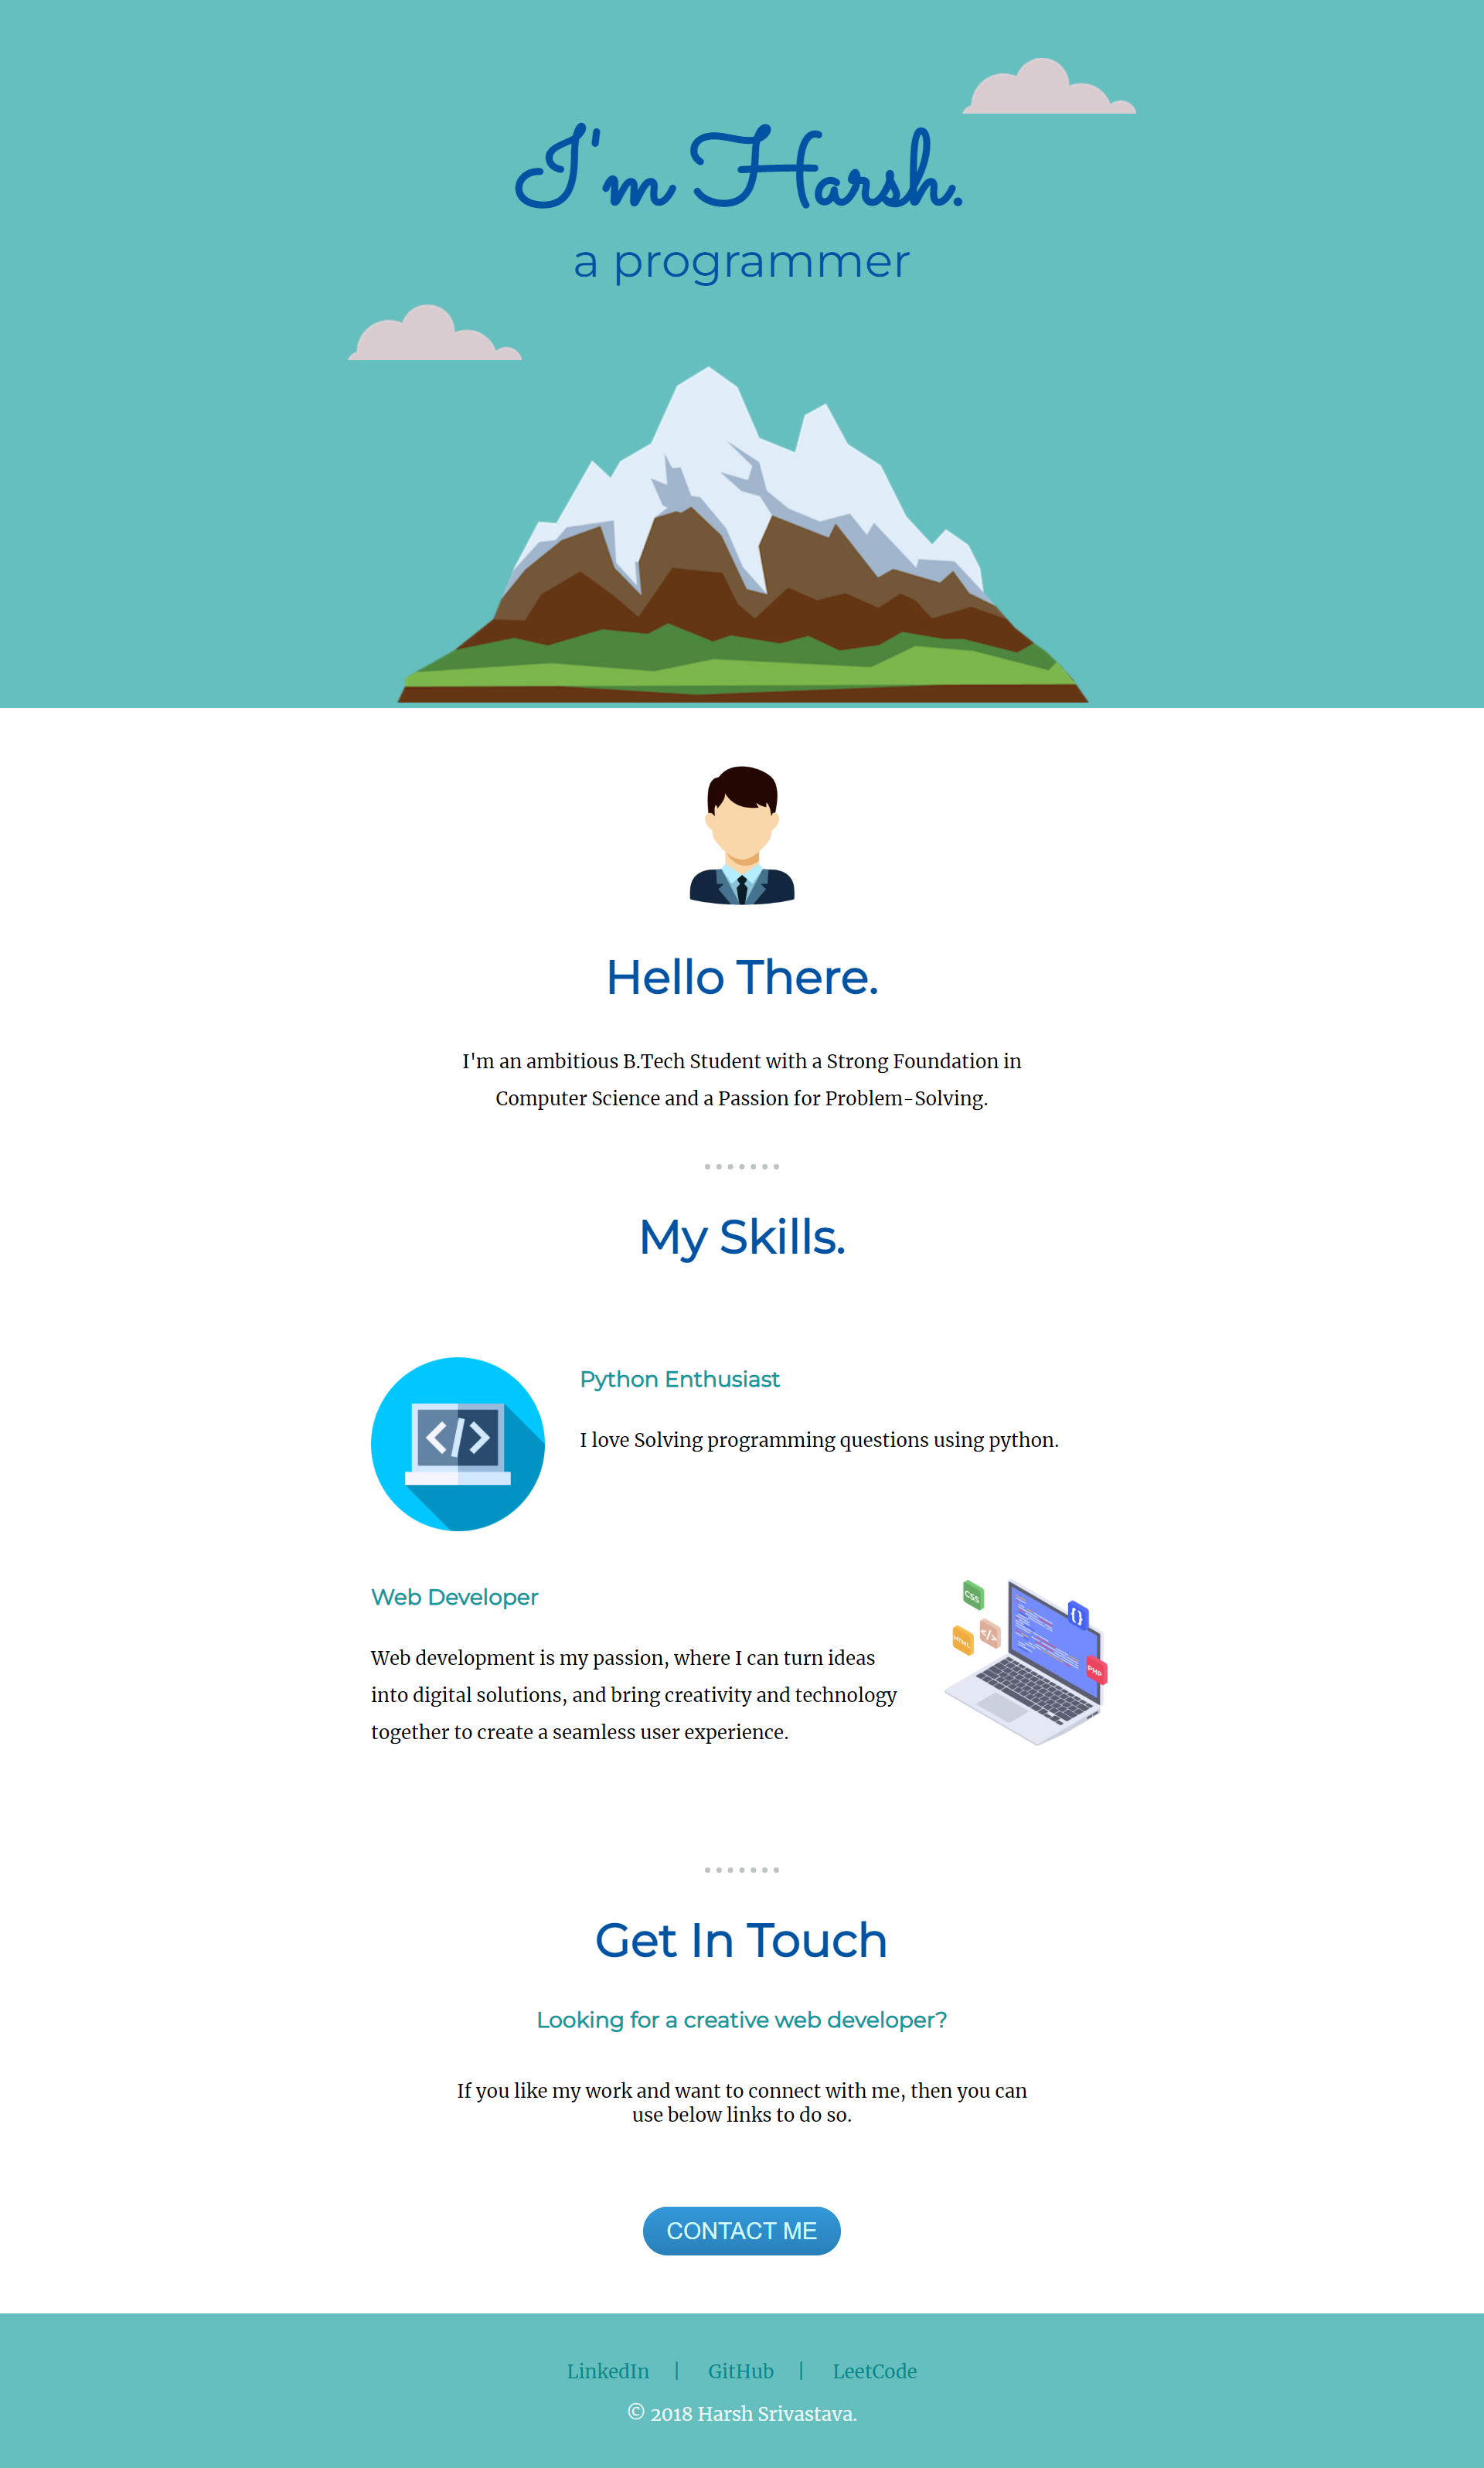 I'm Harsh.
a programmer
Hello There.
I'm an ambitious B.Tech Student with a Strong Foundation in
Computer Science and a Passion for Problem-Solving.
My Skills.
Python Enthusiast
</>
I love Solving programming questions using python.
Web Developer
Web development is my passion, where I can turn ideas
into digital solutions, and bring creativity and technology
together to create a seamless user experience.
CSS
{}
</>
HTML
PHP
Get In Touch
Looking for a creative web developer?
If you like my work and want to connect with me, then you can
use below links to do so.
CONTACT ME
LinkedIn | GitHub | LeetCode
© 2018 Harsh Srivastava.